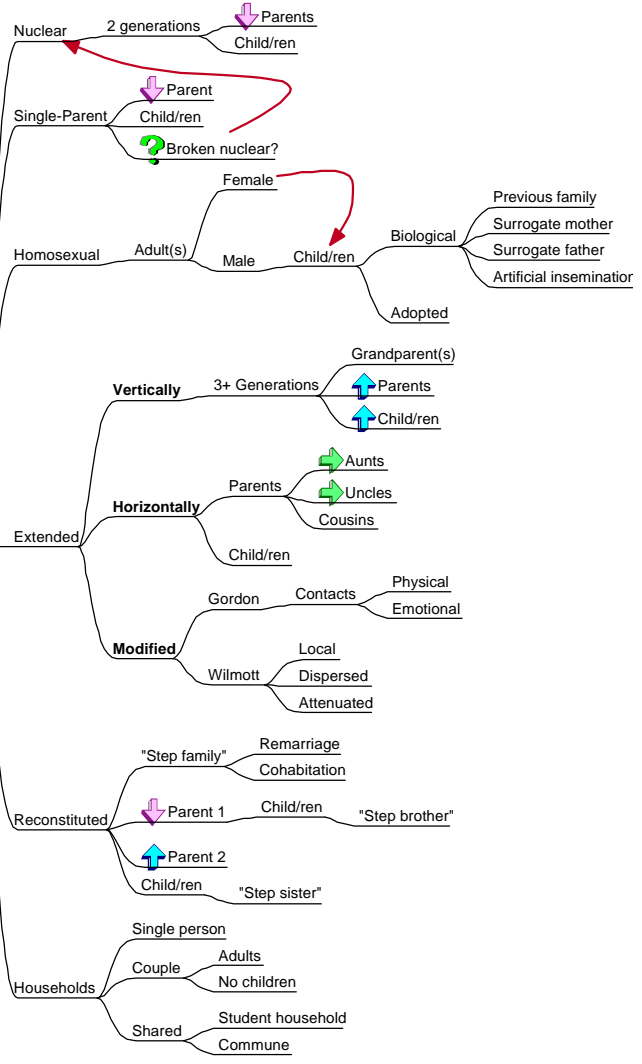 Nuclear
2 generations
Parents
Child/ren
Single-Parent
Parent
Child/ren
Broken nuclear?
Homosexual
Adult(s)
Female
Male
Child/ren
Biological
Previous family
Surrogate mother
Surrogate father
Artificial insemination
Adopted
Extended
Vertically
3+ Generations
Grandparent(s)
Parents
Child/ren
Horizontally
Parents
Aunts
Uncles
Cousins
Child/ren
Modified
Gordon
Contacts
Physical
Emotional
Wilmott
Local
Dispersed
Attenuated
Reconstituted
"Step family"
Remarriage
Cohabitation
Parent 1
Child/ren
"Step brother"
Parent 2
Child/ren
"Step sister"
Households
Single person
Couple
Adults
No children
Shared
Student household
Commune